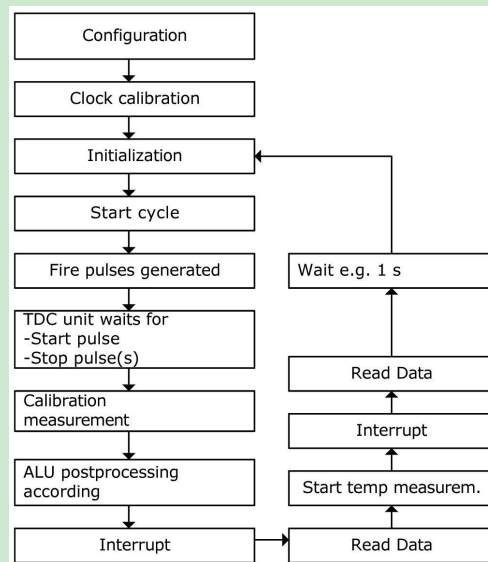 Configuration
Clock calibration
Initialization
Start cycle
Fire pulses generated
TDC unit waits for
-Start pulse
-Stop pulse(s)
Calibration
measurement
ALU postprocessing
according
Interrupt
Read Data
Start temp measurem.
Interrupt
Read Data
Wait e.g. 1 s